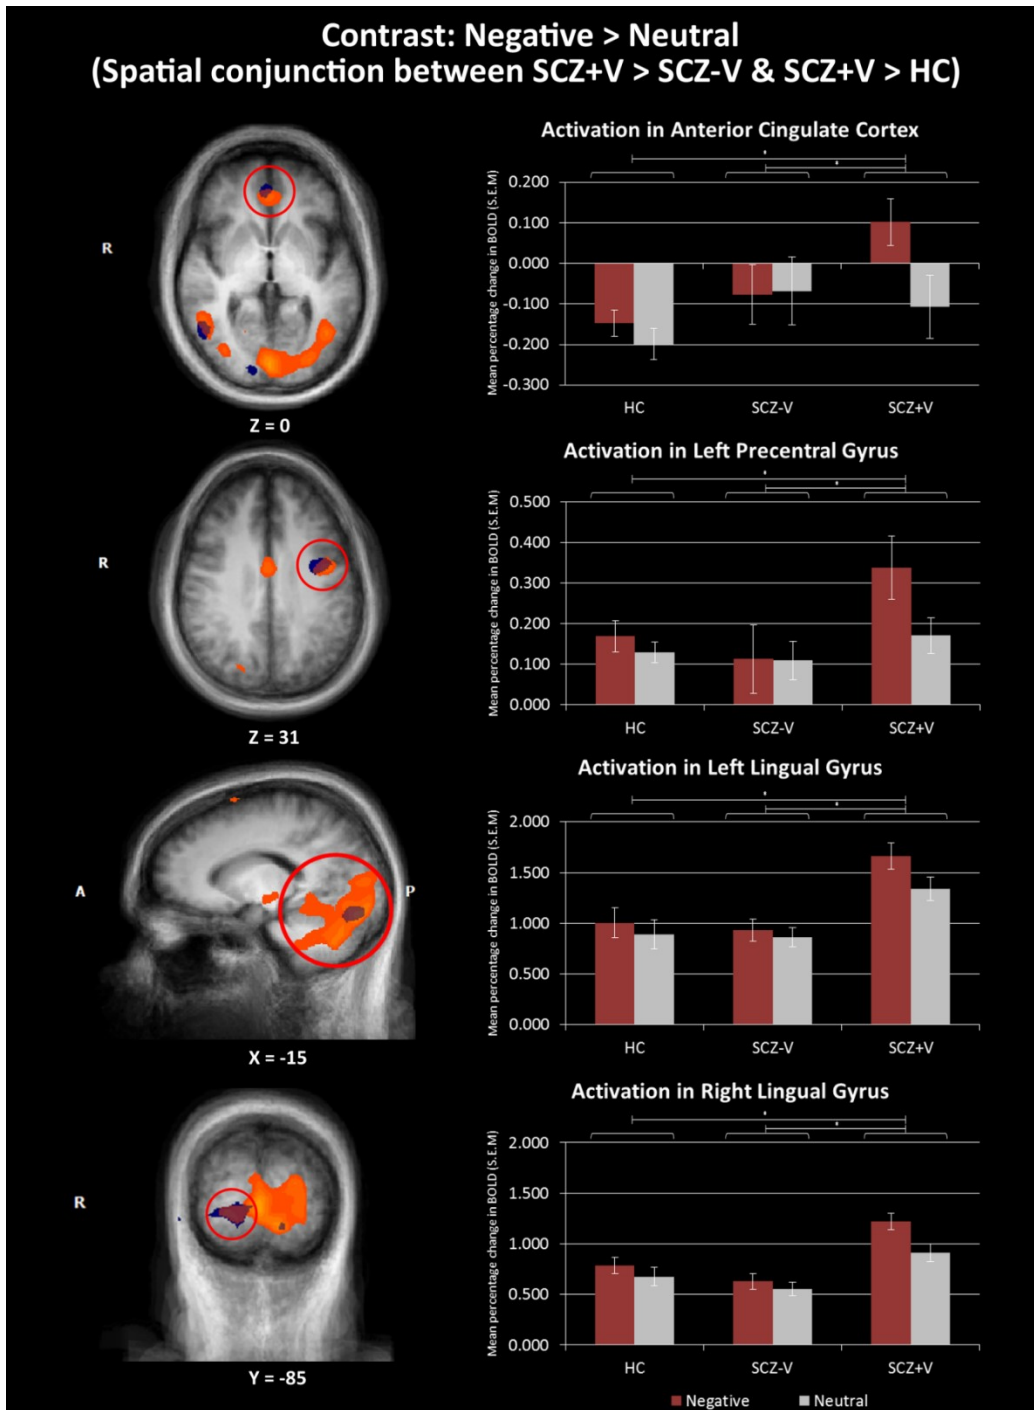 Contrast: Negative > Neutral
(Spatial conjunction between SCZ+V > SCZ-V & SCZ+V > HC)
R
Z = 0
Activation in Anterior Cingulate Cortex
* 
*
Mean percentage change in BOLD (S.E.M)
0.200
0.100
0.000
-0.100
-0.200
-0.300
HC SCZ-V SCZ+V
R
Z = 31
Activation in Left Precentral Gyrus
*
*
Mean percentage change in BOLD (S.E.M)
0.500
0.400
0.300
0.200
0.100
0.000
HC SCZ-V SCZ+V
A P
X = -15
Activation in Left Lingual Gyrus
*
*
Mean percentage change in BOLD (S.E.M)
2.000
1.500
1.000
0.500
0.000
HC SCZ-V SCZ+V
R
Y = -85
Activation in Right Lingual Gyrus
*
*
Mean percentage change in BOLD (S.E.M)
2.000
1.500
1.000
0.500
0.000
HC SCZ-V SCZ+V
Negative Neutral